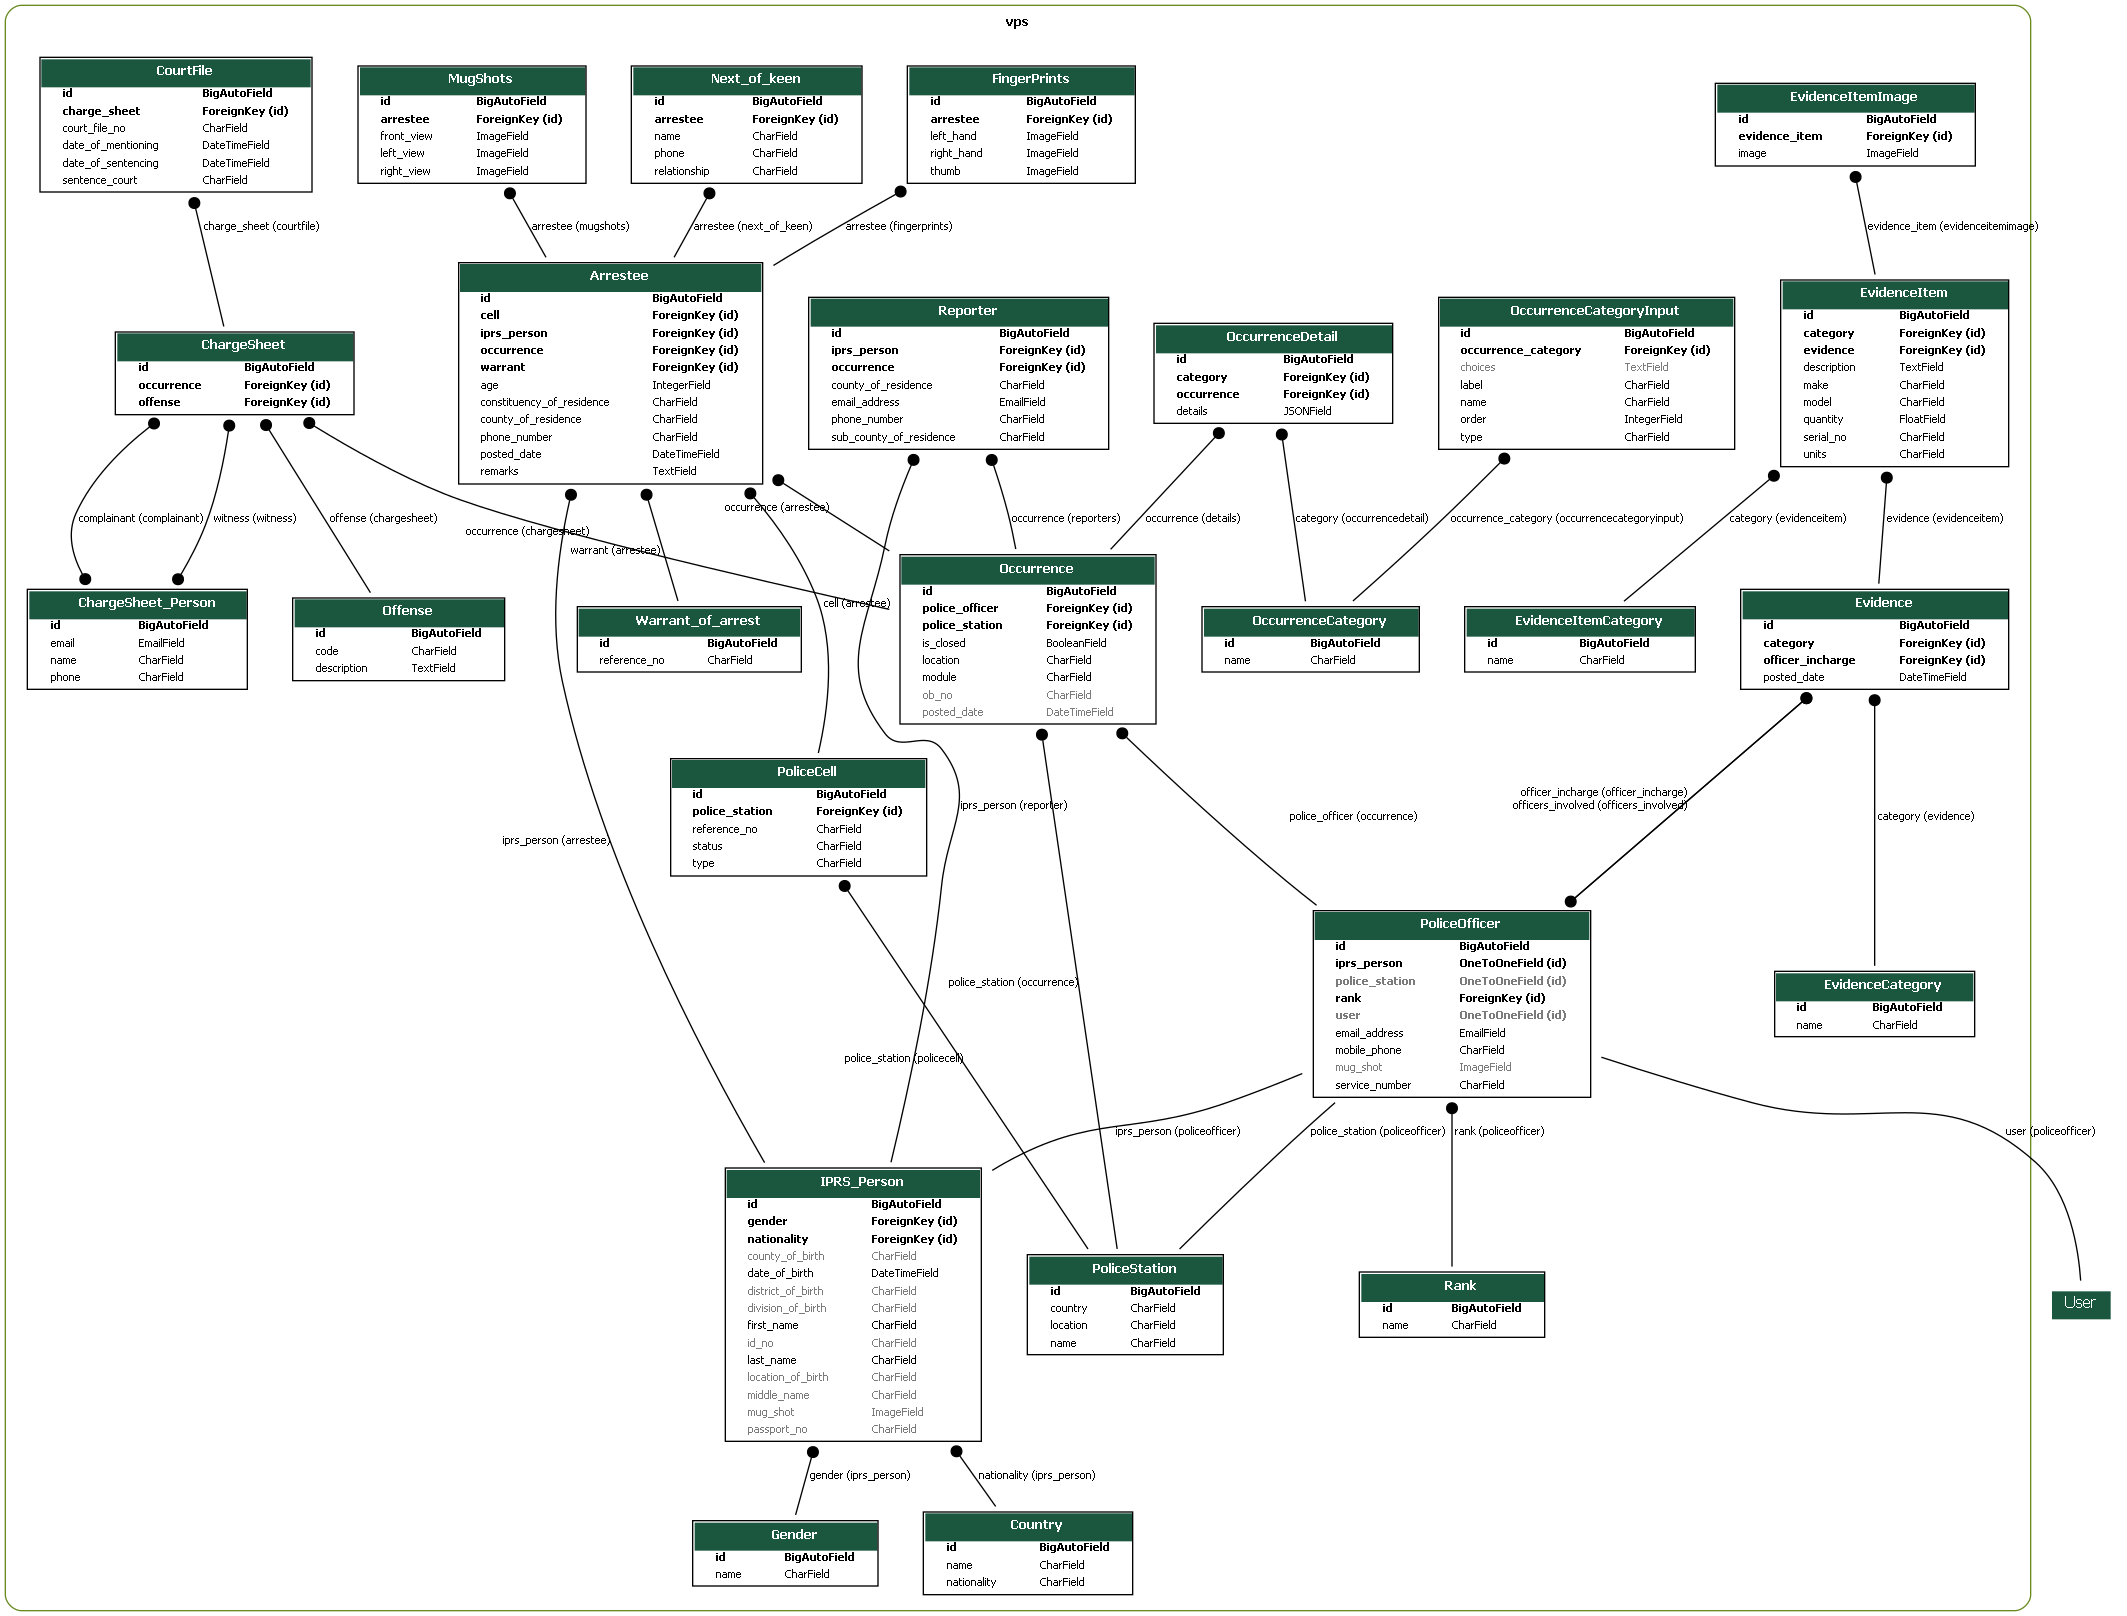 vps
CourtFile
id BigAutoField
charge_sheet ForeignKey (id)
court_file_no CharField
date_of_mentioning DateTimeField
date_of_sentencing DateTimeField
sentence_court CharField
MugShots
id BigAutoField
arrestee ForeignKey (id)
front_view ImageField
left_view ImageField
right_view ImageField
Next_of_keen
id BigAutoField
arrestee ForeignKey (id)
name CharField
phone CharField
relationship CharField
FingerPrints
id BigAutoField
arrestee ForeignKey (id)
left_hand ImageField
right_hand ImageField
thumb ImageField
EvidenceItemImage
id BigAutoField
evidence_item ForeignKey (id)
image ImageField
charge_sheet (courtfile)
arrestee (mugshots)
arrestee (next_of_keen)
arrestee (fingerprints)
evidence_item (evidenceitemimage)
ChargeSheet
id BigAutoField
occurrence ForeignKey (id)
offense ForeignKey (id)
Arrestee
id BigAutoField
cell ForeignKey (id)
iprs_person ForeignKey (id)
occurrence ForeignKey (id)
warrant ForeignKey (id)
age IntegerField
constituency_of_residence CharField
county_of_residence CharField
phone_number CharField
posted_date DateTimeField
remarks TextField
Reporter
id BigAutoField
iprs_person ForeignKey (id)
occurrence ForeignKey (id)
county_of_residence CharField
email_address EmailField
phone_number CharField
sub_county_of_residence CharField
OccurrenceDetail
id BigAutoField
category ForeignKey (id)
occurrence ForeignKey (id)
details JSONField
OccurrenceCategoryInput
id BigAutoField
occurrence_category ForeignKey (id)
choices TextField
label CharField
name CharField
order IntegerField
type CharField
EvidenceItem
id BigAutoField
category ForeignKey (id)
evidence ForeignKey (id)
description TextField
make CharField
model CharField
quantity FloatField
serial_no CharField
units CharField
complainant (complainant)
witness (witness)
offense (chargesheet)
occurrence (chargesheet)
warrant (arrestee)
occurrence (arrestee)
cell (arrestee)
occurrence (reporters)
occurrence (details)
category (occurrencedetail)
occurrence_category (occurrencecategoryinput)
category (evidenceitem)
evidence (evidenceitem)
ChargeSheet_Person
id BigAutoField
email EmailField
name CharField
phone CharField
Offense
id BigAutoField
code CharField
description TextField
Warrant_of_arrest
id BigAutoField
reference_no CharField
Occurrence
id BigAutoField
police_officer ForeignKey (id)
police_station ForeignKey (id)
is_closed BooleanField
location CharField
module CharField
ob_no CharField
posted_date DateTimeField
OccurrenceCategory
id BigAutoField
name CharField
EvidenceItemCategory
id BigAutoField
name CharField
Evidence
id BigAutoField
category ForeignKey (id)
officer_incharge ForeignKey (id)
posted_date DateTimeField
PoliceCell
id BigAutoField
police_station ForeignKey (id)
reference_no CharField
status CharField
type CharField
iprs_person (arrestee)
iprs_person (reporter)
police_officer (occurrence)
officer_incharge (officer_incharge)
officers_involved (officers_involved)
category (evidence)
police_station (occurrence)
police_station (policecell)
PoliceOfficer
id BigAutoField
iprs_person OneToOneField (id)
police_station OneToOneField (id)
rank ForeignKey (id)
user OneToOneField (id)
email_address EmailField
mobile_phone CharField
mug_shot ImageField
service_number CharField
EvidenceCategory
id BigAutoField
name CharField
iprs_person (policeofficer)
police_station (policeofficer)
rank (policeofficer)
user (policeofficer)
IPRS_Person
id BigAutoField
gender ForeignKey (id)
nationality ForeignKey (id)
county_of_birth CharField
date_of_birth DateTimeField
district_of_birth CharField
division_of_birth CharField
first_name CharField
id_no CharField
last_name CharField
location_of_birth CharField
middle_name CharField
mug_shot ImageField
passport_no CharField
PoliceStation
id BigAutoField
country CharField
location CharField
name CharField
Rank
id BigAutoField
name CharField
User
gender (iprs_person)
nationality (iprs_person)
Gender
id BigAutoField
name CharField
Country
id BigAutoField
name CharField
nationality CharField